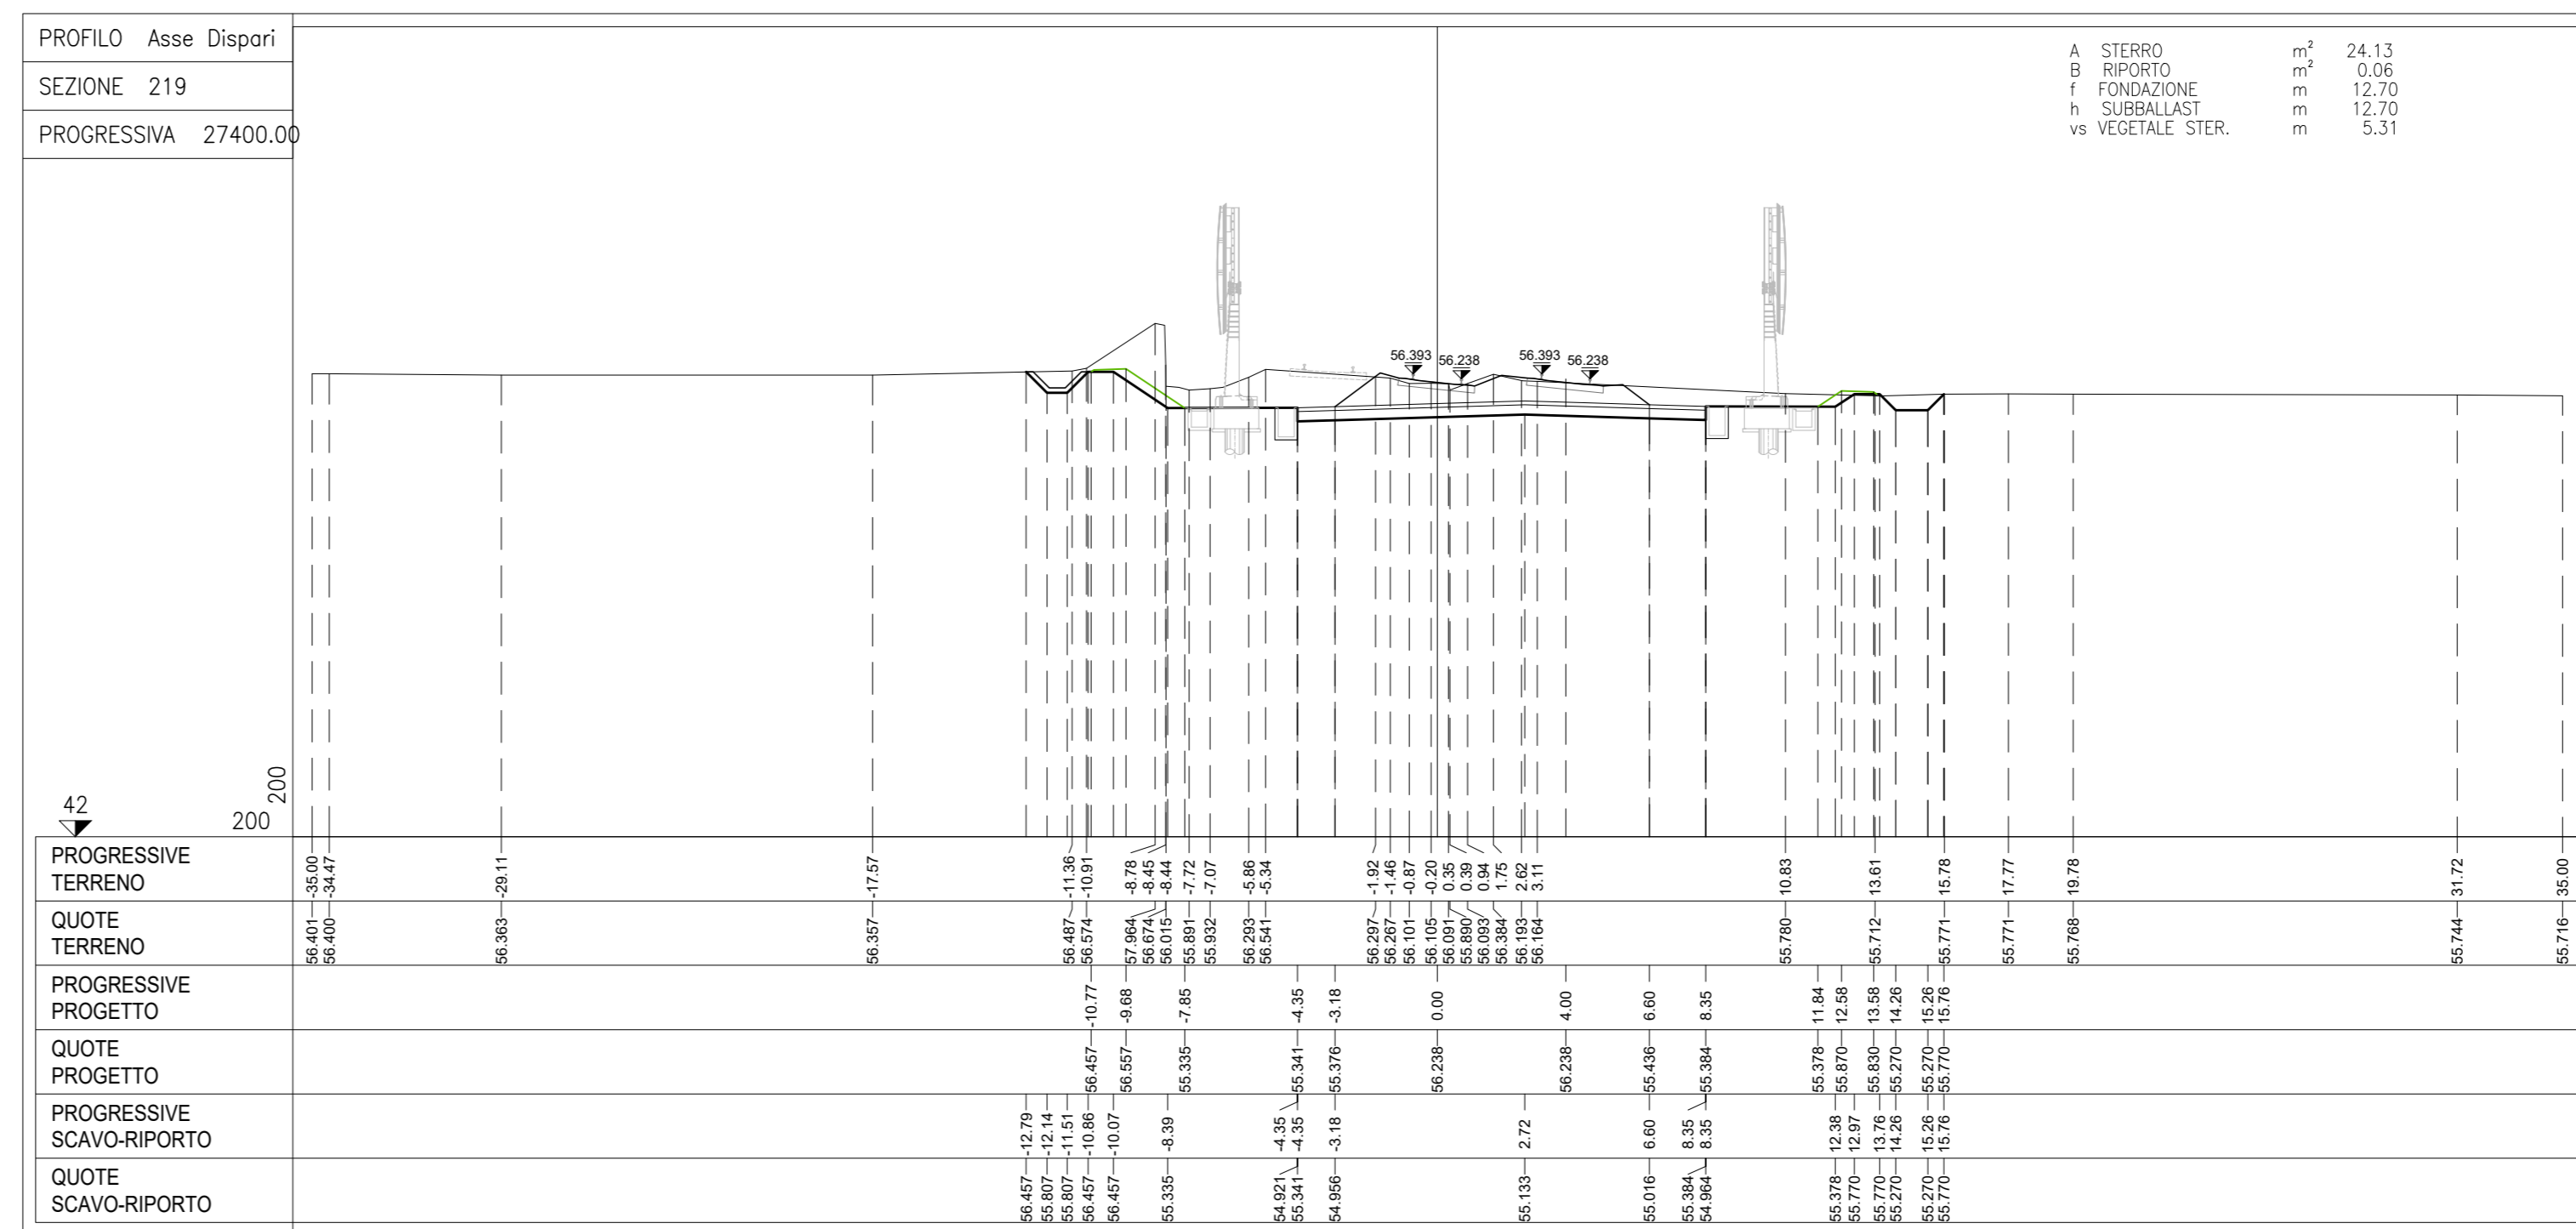 PROFILO Asse Dispari
SEZIONE 219
PROGRESSIVA 27400.00
A STERRO m² 24.13
B RIPORTO m² 0.06
f FONDAZIONE m 12.70
h SUBBALLAST m 12.70
vs VEGETALE STER. m 5.31
56.393 56.238 56.393 56.238
200
42
200
PROGRESSIVE
TERRENO
-35.00 -34.47 -29.11 -17.57 -11.36 -10.91 -8.78 -8.45 -8.44 -7.72 -7.07 -5.86 -5.34 -1.92 -1.46 -0.87 -0.20 0.35 0.39 0.94 1.75 2.62 3.11 10.83 13.61 15.78 17.77 19.78 31.72 35.00
QUOTE
TERRENO
56.401 56.400 56.363 56.357 56.487 56.574 57.964 56.674 56.015 55.891 55.932 56.293 56.541 56.297 56.267 56.101 56.105 56.091 55.890 56.093 56.384 56.193 56.164 55.780 55.712 55.771 55.771 55.768 55.744 55.716
PROGRESSIVE
PROGETTO
-10.77 -9.68 -7.85 -4.35 -3.18 0.00 4.00 6.60 8.35 11.84 12.58 13.58 14.26 15.26 15.76
QUOTE
PROGETTO
56.457 56.557 55.335 55.341 55.376 56.238 56.238 55.436 55.384 55.378 55.870 55.830 55.270 55.270 55.770
PROGRESSIVE
SCAVO-RIPORTO
-12.79 -12.14 -11.51 -10.86 -10.07 -8.39 -4.35 -4.35 -3.18 2.72 6.60 8.35 8.35 12.38 12.97 13.76 14.26 15.26 15.76
QUOTE
SCAVO-RIPORTO
56.457 55.807 55.807 56.457 56.457 55.335 54.921 55.341 54.956 55.133 55.016 55.384 54.964 55.378 55.770 55.770 55.270 55.270 55.770